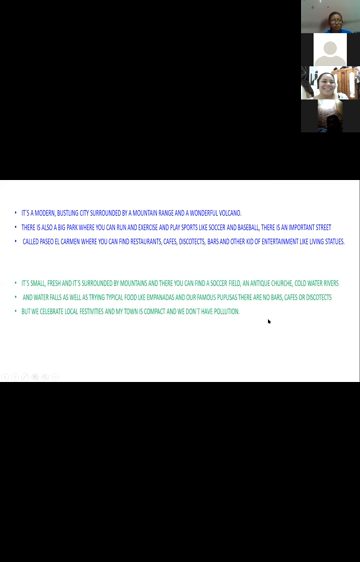 • IT´S A MODERN, BUSTLING CITY SURROUNDED BY A MOUNTAIN RANGE AND A WONDERFUL VOLCANO.
• THERE IS ALSO A BIG PARK WHERE YOU CAN RUN AND EXERCISE AND PLAY SPORTS LIKE SOCCER AND BASEBALL, THERE IS AN IMPORTANT STREET
• CALLED PASEO EL CARMEN WHERE YOU CAN FIND RESTAURANTS, CAFES, DISCOTECTS, BARS AND OTHER KID OF ENTERTAINMENT LIKE LIVING STATUES.
• IT´S SMALL, FRESH AND IT´S SURROUNDED BY MOUNTAINS AND THERE YOU CAN FIND A SOCCER FIELD, AN ANTIQUE CHURCHE, COLD WATER RIVERS
• AND WATER FALLS AS WELL AS TRYING TYPICAL FOOD LIKE EMPANADAS AND OUR FAMOUS PUPUSAS THERE ARE NO BARS, CAFES OR DISCOTECTS
• BUT WE CELEBRATE LOCAL FESTIVITIES AND MY TOWN IS COMPACT AND WE DON´T HAVE POLLUTION.